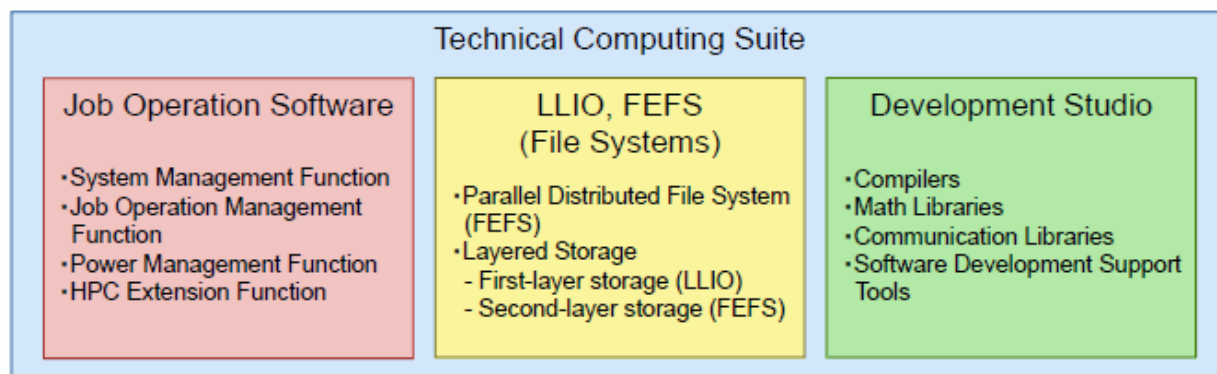 Technical Computing Suite
Job Operation Software
・System Management Function
・Job Operation Management
Function
・Power Management Function
・HPC Extension Function
LLIO, FEFS
(File Systems)
・Parallel Distributed File System
(FEFS)
・Layered Storage
- First-layer storage (LLIO)
- Second-layer storage (FEFS)
Development Studio
・Compilers
・Math Libraries
・Communication Libraries
・Software Development Support
Tools